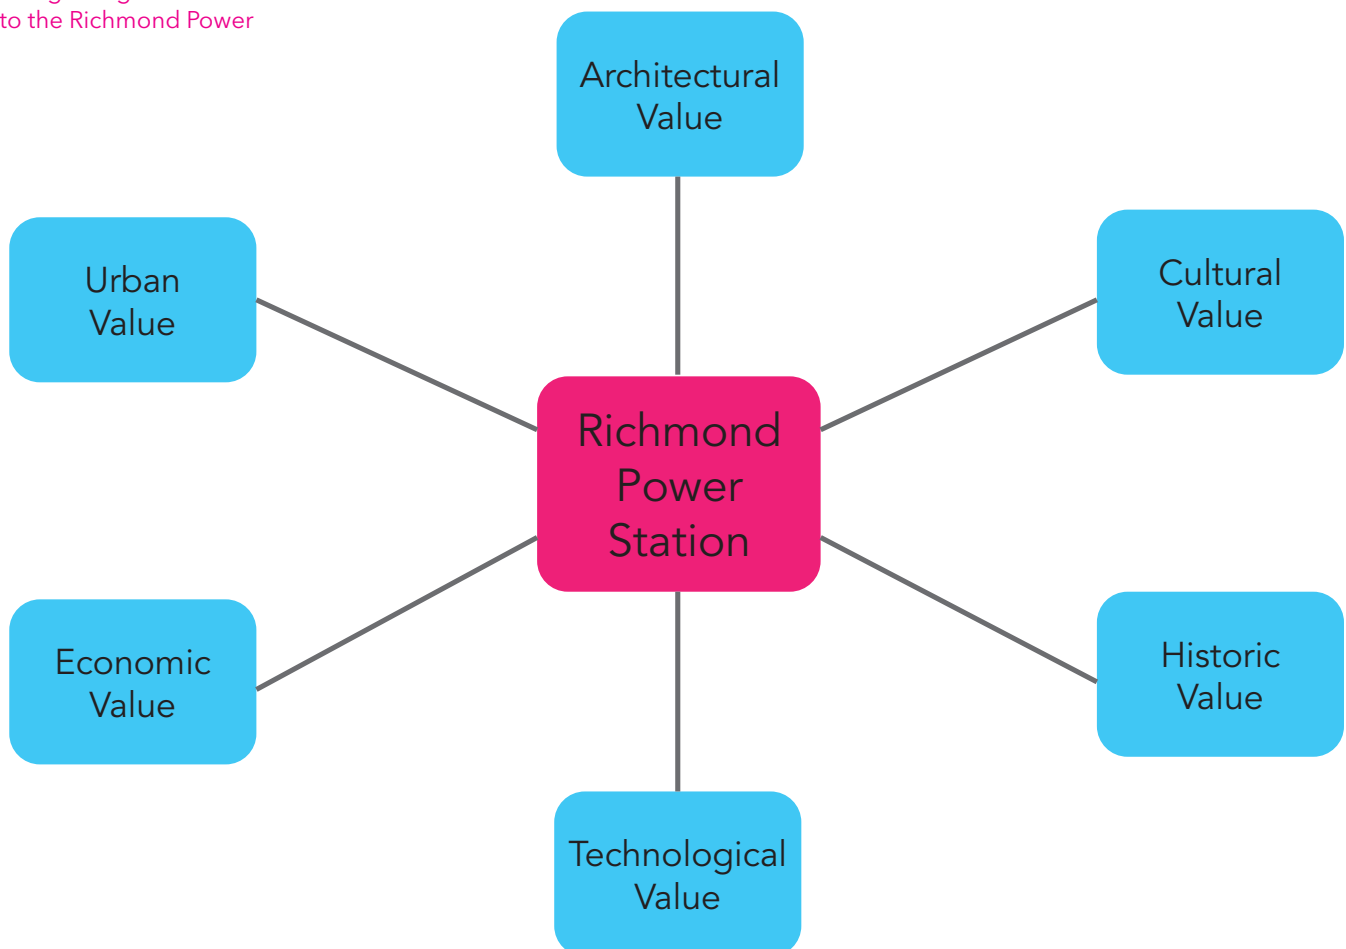 to the Richmond Power
Architectural
Value
Urban
Value
Cultural
Value
Richmond
Power
Station
Economic
Value
Historic
Value
Technological
Value